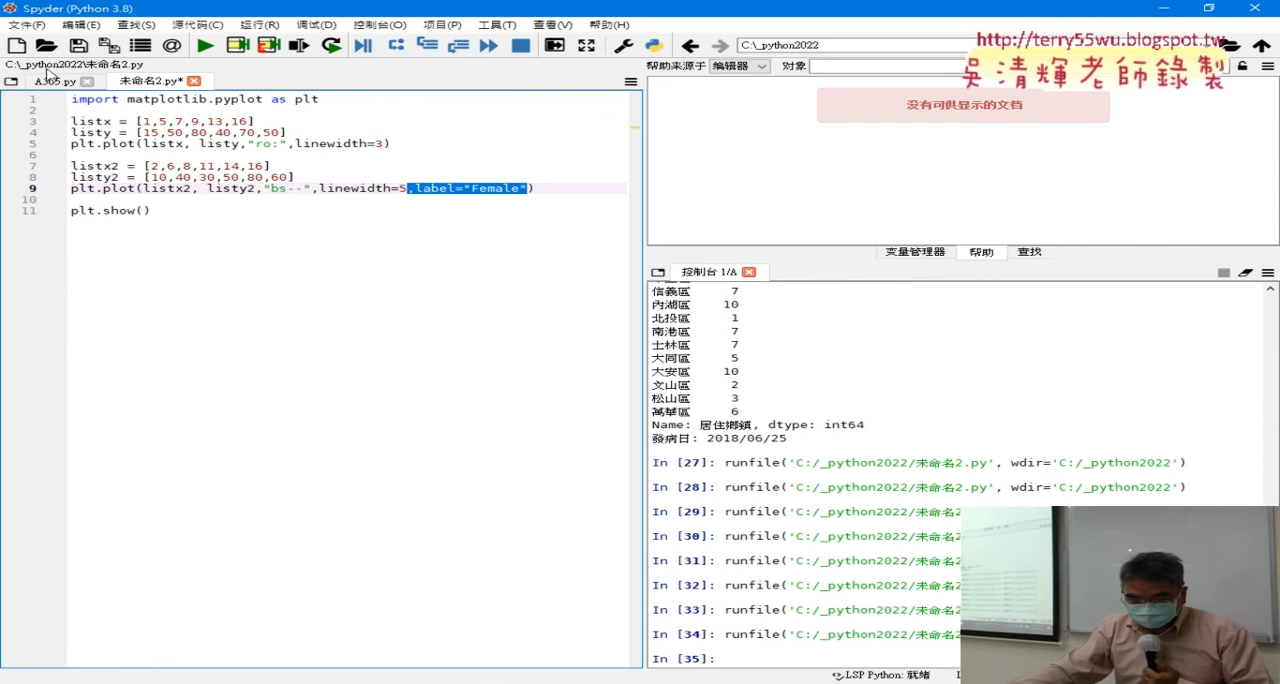 Spyder (Python 3.8)
文件(F) 编辑(E) 查找(S) 源代码(C) 运行(R) 调试(D) 控制台(O) 项目(P) 工具(T) 查看(V) 帮助(H)
C:\_python2022
http://terry55wu.blogspot.tw
吳清輝老師錄製
C:\_python2022\未命名2.py
A365.py 未命名2.py*
帮助来源于 编辑器 对象
没有可供显示的文档
1 import matplotlib.pyplot as plt
2
3 listx = [1,5,7,9,13,16]
4 listy = [15,50,80,40,70,50]
5 plt.plot(listx, listy,"ro:",linewidth=3)
6
7 listx2 = [2,6,8,11,14,16]
8 listy2 = [10,40,30,50,80,60]
9 plt.plot(listx2, listy2,"bs--",linewidth=5,label="Female")
10
11 plt.show()
变量管理器 帮助 查找
控制台 1/A
信義區 7
內湖區 10
北投區 1
南港區 7
士林區 7
大同區 5
大安區 10
文山區 2
松山區 3
萬華區 6
Name: 居住鄉鎮, dtype: int64
發病日: 2018/06/25
In [27]: runfile('C:/_python2022/未命名2.py', wdir='C:/_python2022')
In [28]: runfile('C:/_python2022/未命名2.py', wdir='C:/_python2022')
In [29]: runfile('C:/_python2022/未命名2
In [30]: runfile('C:/_python2022/未命名2
In [31]: runfile('C:/_python2022/未命名2
In [32]: runfile('C:/_python2022/未命名2
In [33]: runfile('C:/_python2022/未命名2
In [34]: runfile('C:/_python2022/未命名2
In [35]:
LSP Python: 就绪